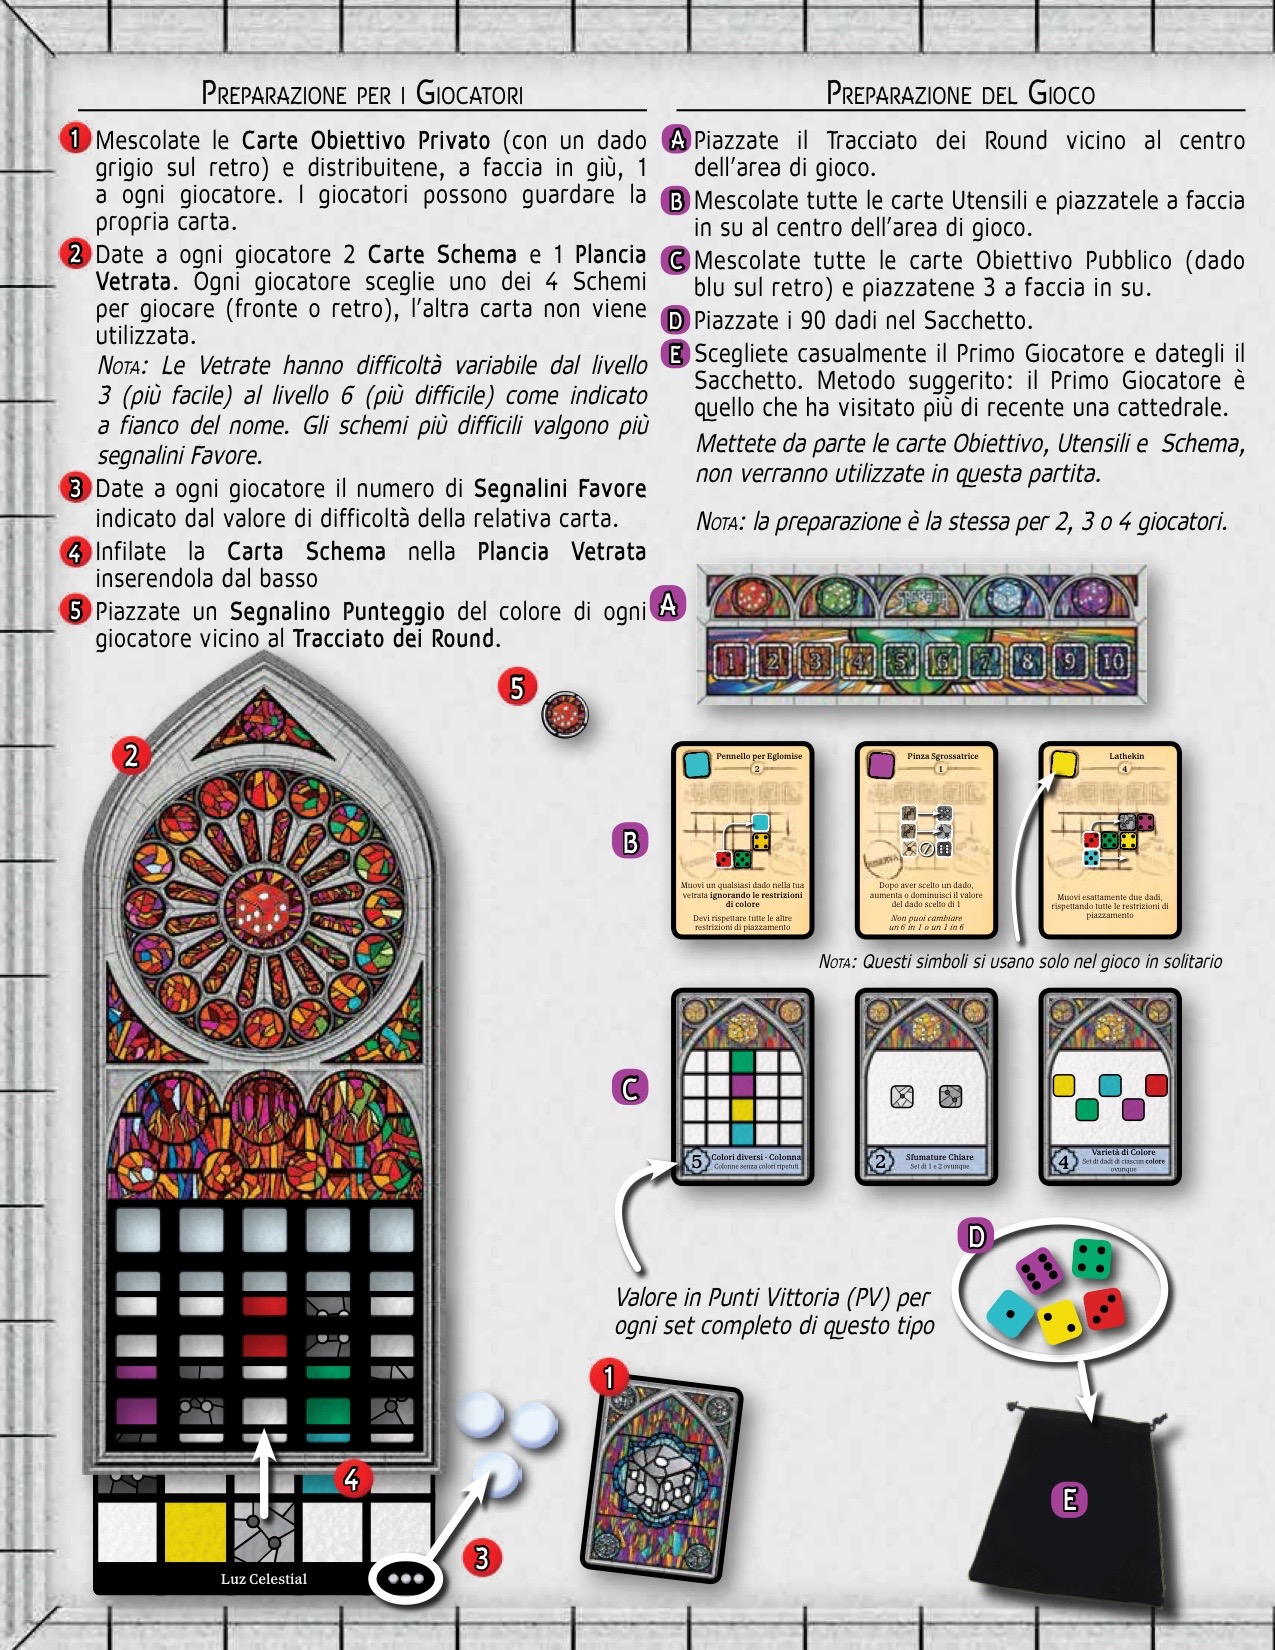 Preparazione per i Giocatori
1 Mescolate le Carte Obiettivo Privato (con un dado
grigio sul retro) e distribuitene, a faccia in giù, 1
a ogni giocatore. I giocatori possono guardare la
propria carta.
2 Date a ogni giocatore 2 Carte Schema e 1 Plancia
Vetrata. Ogni giocatore sceglie uno dei 4 Schemi
per giocare (fronte o retro), l'altra carta non viene
utilizzata.
Nota: Le Vetrate hanno difficoltà variabile dal livello
3 (più facile) al livello 6 (più difficile) come indicato
a fianco del nome. Gli schemi più difficili valgono più
segnalini Favore.
3 Date a ogni giocatore il numero di Segnalini Favore
indicato dal valore di difficoltà della relativa carta.
4 Infilate la Carta Schema nella Plancia Vetrata
inserendola dal basso
5 Piazzate un Segnalino Punteggio del colore di ogni
giocatore vicino al Tracciato dei Round.
Preparazione del Gioco
A Piazzate il Tracciato dei Round vicino al centro
dell'area di gioco.
B Mescolate tutte le carte Utensili e piazzatele a faccia
in su al centro dell'area di gioco.
C Mescolate tutte le carte Obiettivo Pubblico (dado
blu sul retro) e piazzatene 3 a faccia in su.
D Piazzate i 90 dadi nel Sacchetto.
E Scegliete casualmente il Primo Giocatore e dategli il
Sacchetto. Metodo suggerito: il Primo Giocatore è
quello che ha visitato più di recente una cattedrale.
Mettete da parte le carte Obiettivo, Utensili e Schema,
non verranno utilizzate in questa partita.
Nota: la preparazione è la stessa per 2, 3 o 4 giocatori.
A
SAGRADA
1 2 3 4 5 6 7 8 9 10
5
2
B
Pennello per Eglomise
2
Muovi un qualsiasi dado nella tua
vetrata ignorando le restrizioni
di colore
Devi rispettare tutte le altre
restrizioni di piazzamento
Pinza Sgrossatrice
1
Dopo aver scelto un dado,
aumenta o dominuisci il valore
del dado scelto di 1
Non puoi cambiare
un 6 in 1 o un 1 in 6
Lathekin
4
Muovi esattamente due dadi,
rispettando tutte le restrizioni di
piazzamento
Nota: Questi simboli si usano solo nel gioco in solitario
C
5 Colori diversi - Colonna
Colonne senza colori ripetuti
2 Sfumature Chiare
Set di 1 e 2 ovunque
4 Varietà di Colore
Set di dadi di ciascun colore
ovunque
Valore in Punti Vittoria (PV) per
ogni set completo di questo tipo
D
1
E
4
3
Luz Celestial